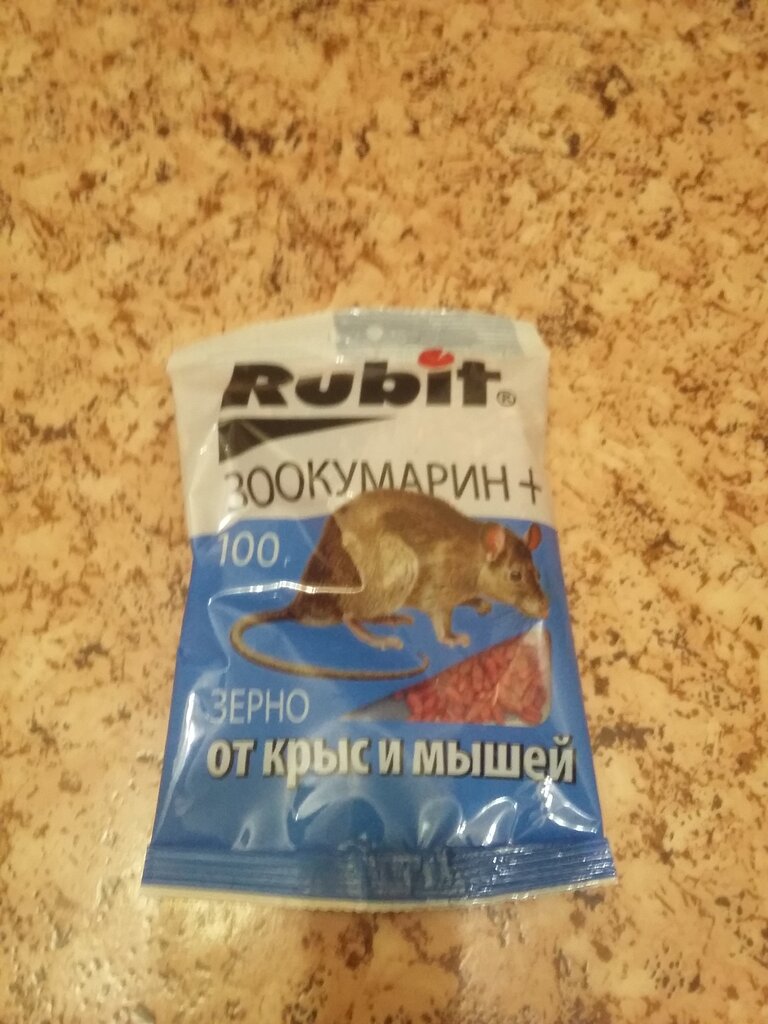 Rubit®
ЗООКУМАРИН +
100
ЗЕРНО
от крыс и мышей